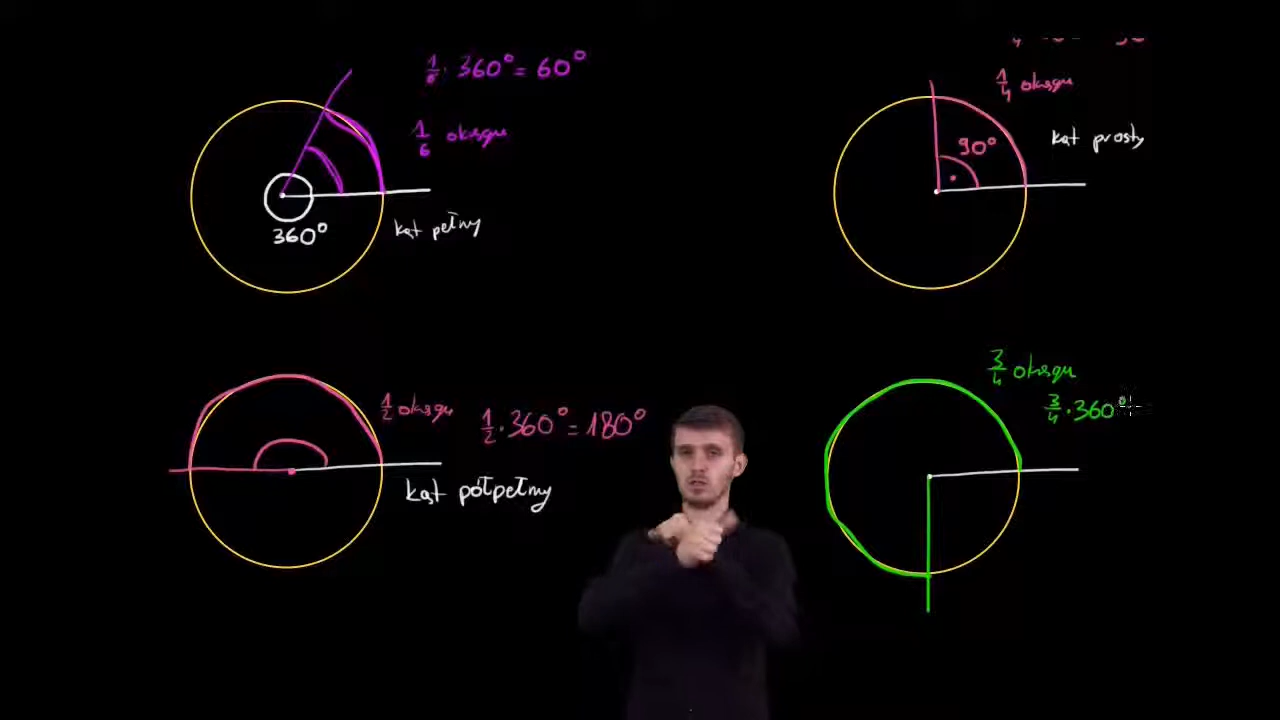 1/6 · 360° = 60°
1/6 okręgu
360°
kąt pełny
1/4 okręgu
90°
kąt prosty
1/2 okręgu
1/2 · 360° = 180°
kąt półpełny
3/4 okręgu
3/4 · 360°